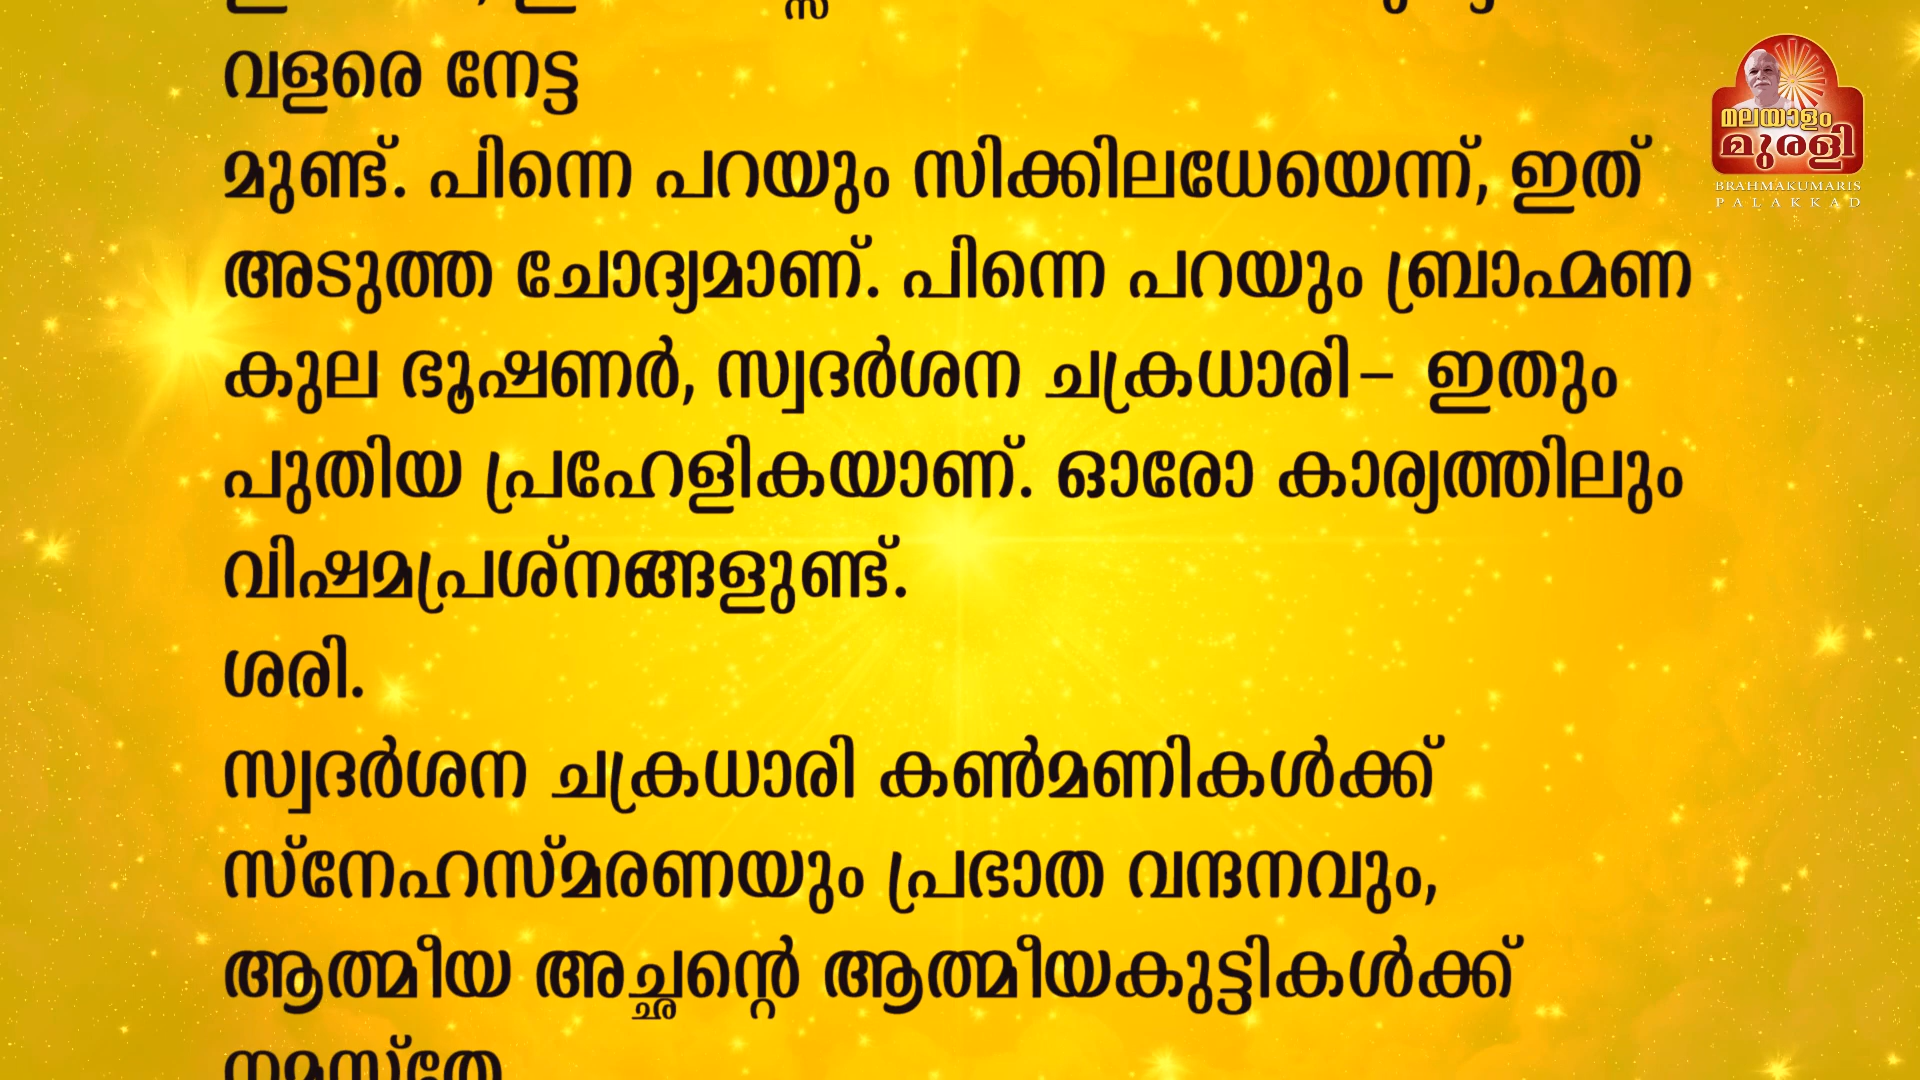 വളരെ നേട്ട
മുണ്ട്. പിന്നെ പറയും സിക്കിലധേയെന്ന്, ഇത്
അടുത്ത ചോദ്യമാണ്. പിന്നെ പറയും ബ്രാഹ്മണ
കുല ഭൂഷണർ, സ്വദർശന ചക്രധാരി– ഇതും
പുതിയ പ്രഹേളികയാണ്. ഓരോ കാര്യത്തിലും
വിഷമപ്രശ്നങ്ങളുണ്ട്.
ശരി.
സ്വദർശന ചക്രധാരി കൺമണികൾക്ക്
സ്നേഹസ്മരണയും പ്രഭാത വന്ദനവും,
ആത്മീയ അച്ഛന്റെ ആത്മീയകുട്ടികൾക്ക്
നമസ്തേ
മലയാളം
മുരളി
BRAHMAKUMARIS
PALAKKAD